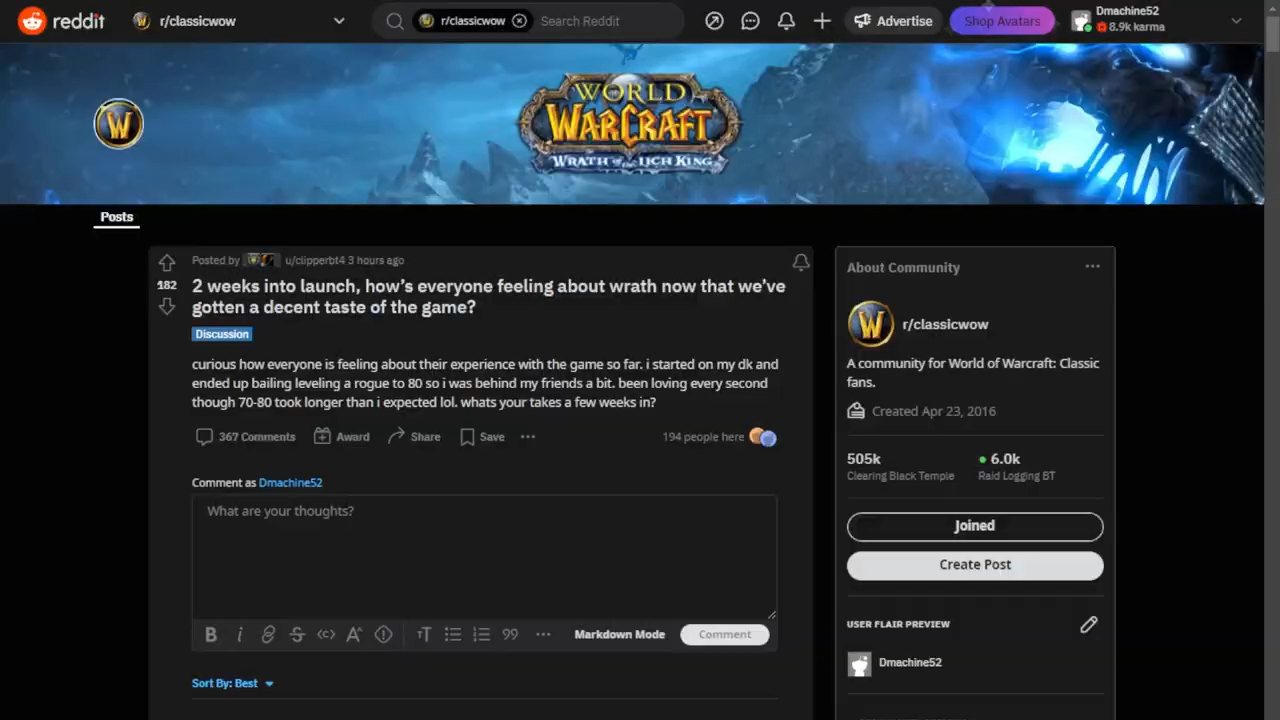 reddit
r/classicwow
r/classicwow
Search Reddit
Advertise
Shop Avatars
Dmachine52
8.9k karma
W
WORLD
WARCRAFT
WRATH of the LICH KING
Posts
Posted by u/clipperbt4 3 hours ago
182
2 weeks into launch, how's everyone feeling about wrath now that we've
gotten a decent taste of the game?
Discussion
curious how everyone is feeling about their experience with the game so far. i started on my dk and
ended up bailing leveling a rogue to 80 so i was behind my friends a bit. been loving every second
though 70-80 took longer than i expected lol. whats your takes a few weeks in?
367 Comments
Award
Share
Save
194 people here
Comment as Dmachine52
What are your thoughts?
Markdown Mode
Comment
Sort By: Best
About Community
W
r/classicwow
A community for World of Warcraft: Classic
fans.
Created Apr 23, 2016
505k
6.0k
Clearing Black Temple
Raid Logging BT
Joined
Create Post
USER FLAIR PREVIEW
Dmachine52